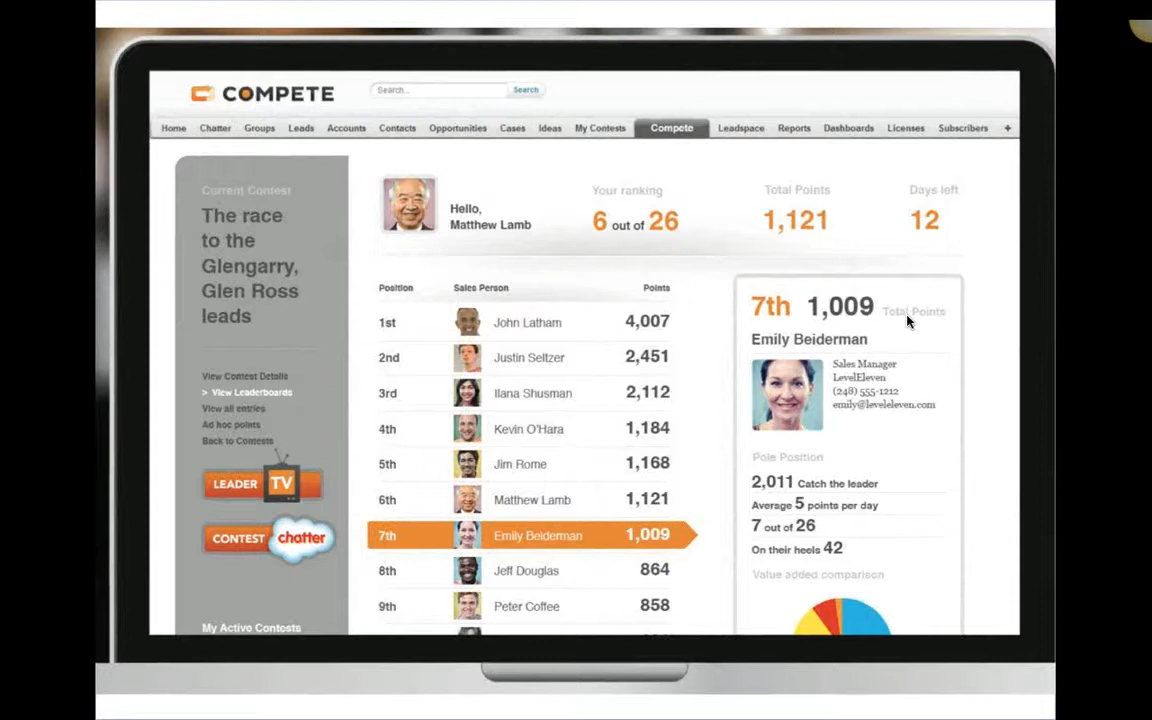 COMPETE
Search...
Search
Home Chatter Groups Leads Accounts Contacts Opportunities Cases Ideas My Contests Compete Leadspace Reports Dashboards Licenses Subscribers +
Current Contest
The race
to the
Glengarry,
Glen Ross
leads
View Contest Details
> View Leaderboards
View all entries
Ad hoc points
Back to Contests
LEADER TV
CONTEST chatter
My Active Contests
Hello,
Matthew Lamb
Your ranking
6 out of 26
Total Points
1,121
Days left
12
Position Sales Person Points
1st John Latham 4,007
2nd Justin Seltzer 2,451
3rd Ilana Shusman 2,112
4th Kevin O'Hara 1,184
5th Jim Rome 1,168
6th Matthew Lamb 1,121
7th Emily Beiderman 1,009
8th Jeff Douglas 864
9th Peter Coffee 858
7th 1,009 Total Points
Emily Beiderman
Sales Manager
LevelEleven
(248) 555-1212
emily@leveleleven.com
Pole Position
2,011 Catch the leader
Average 5 points per day
7 out of 26
On their heels 42
Value added comparison